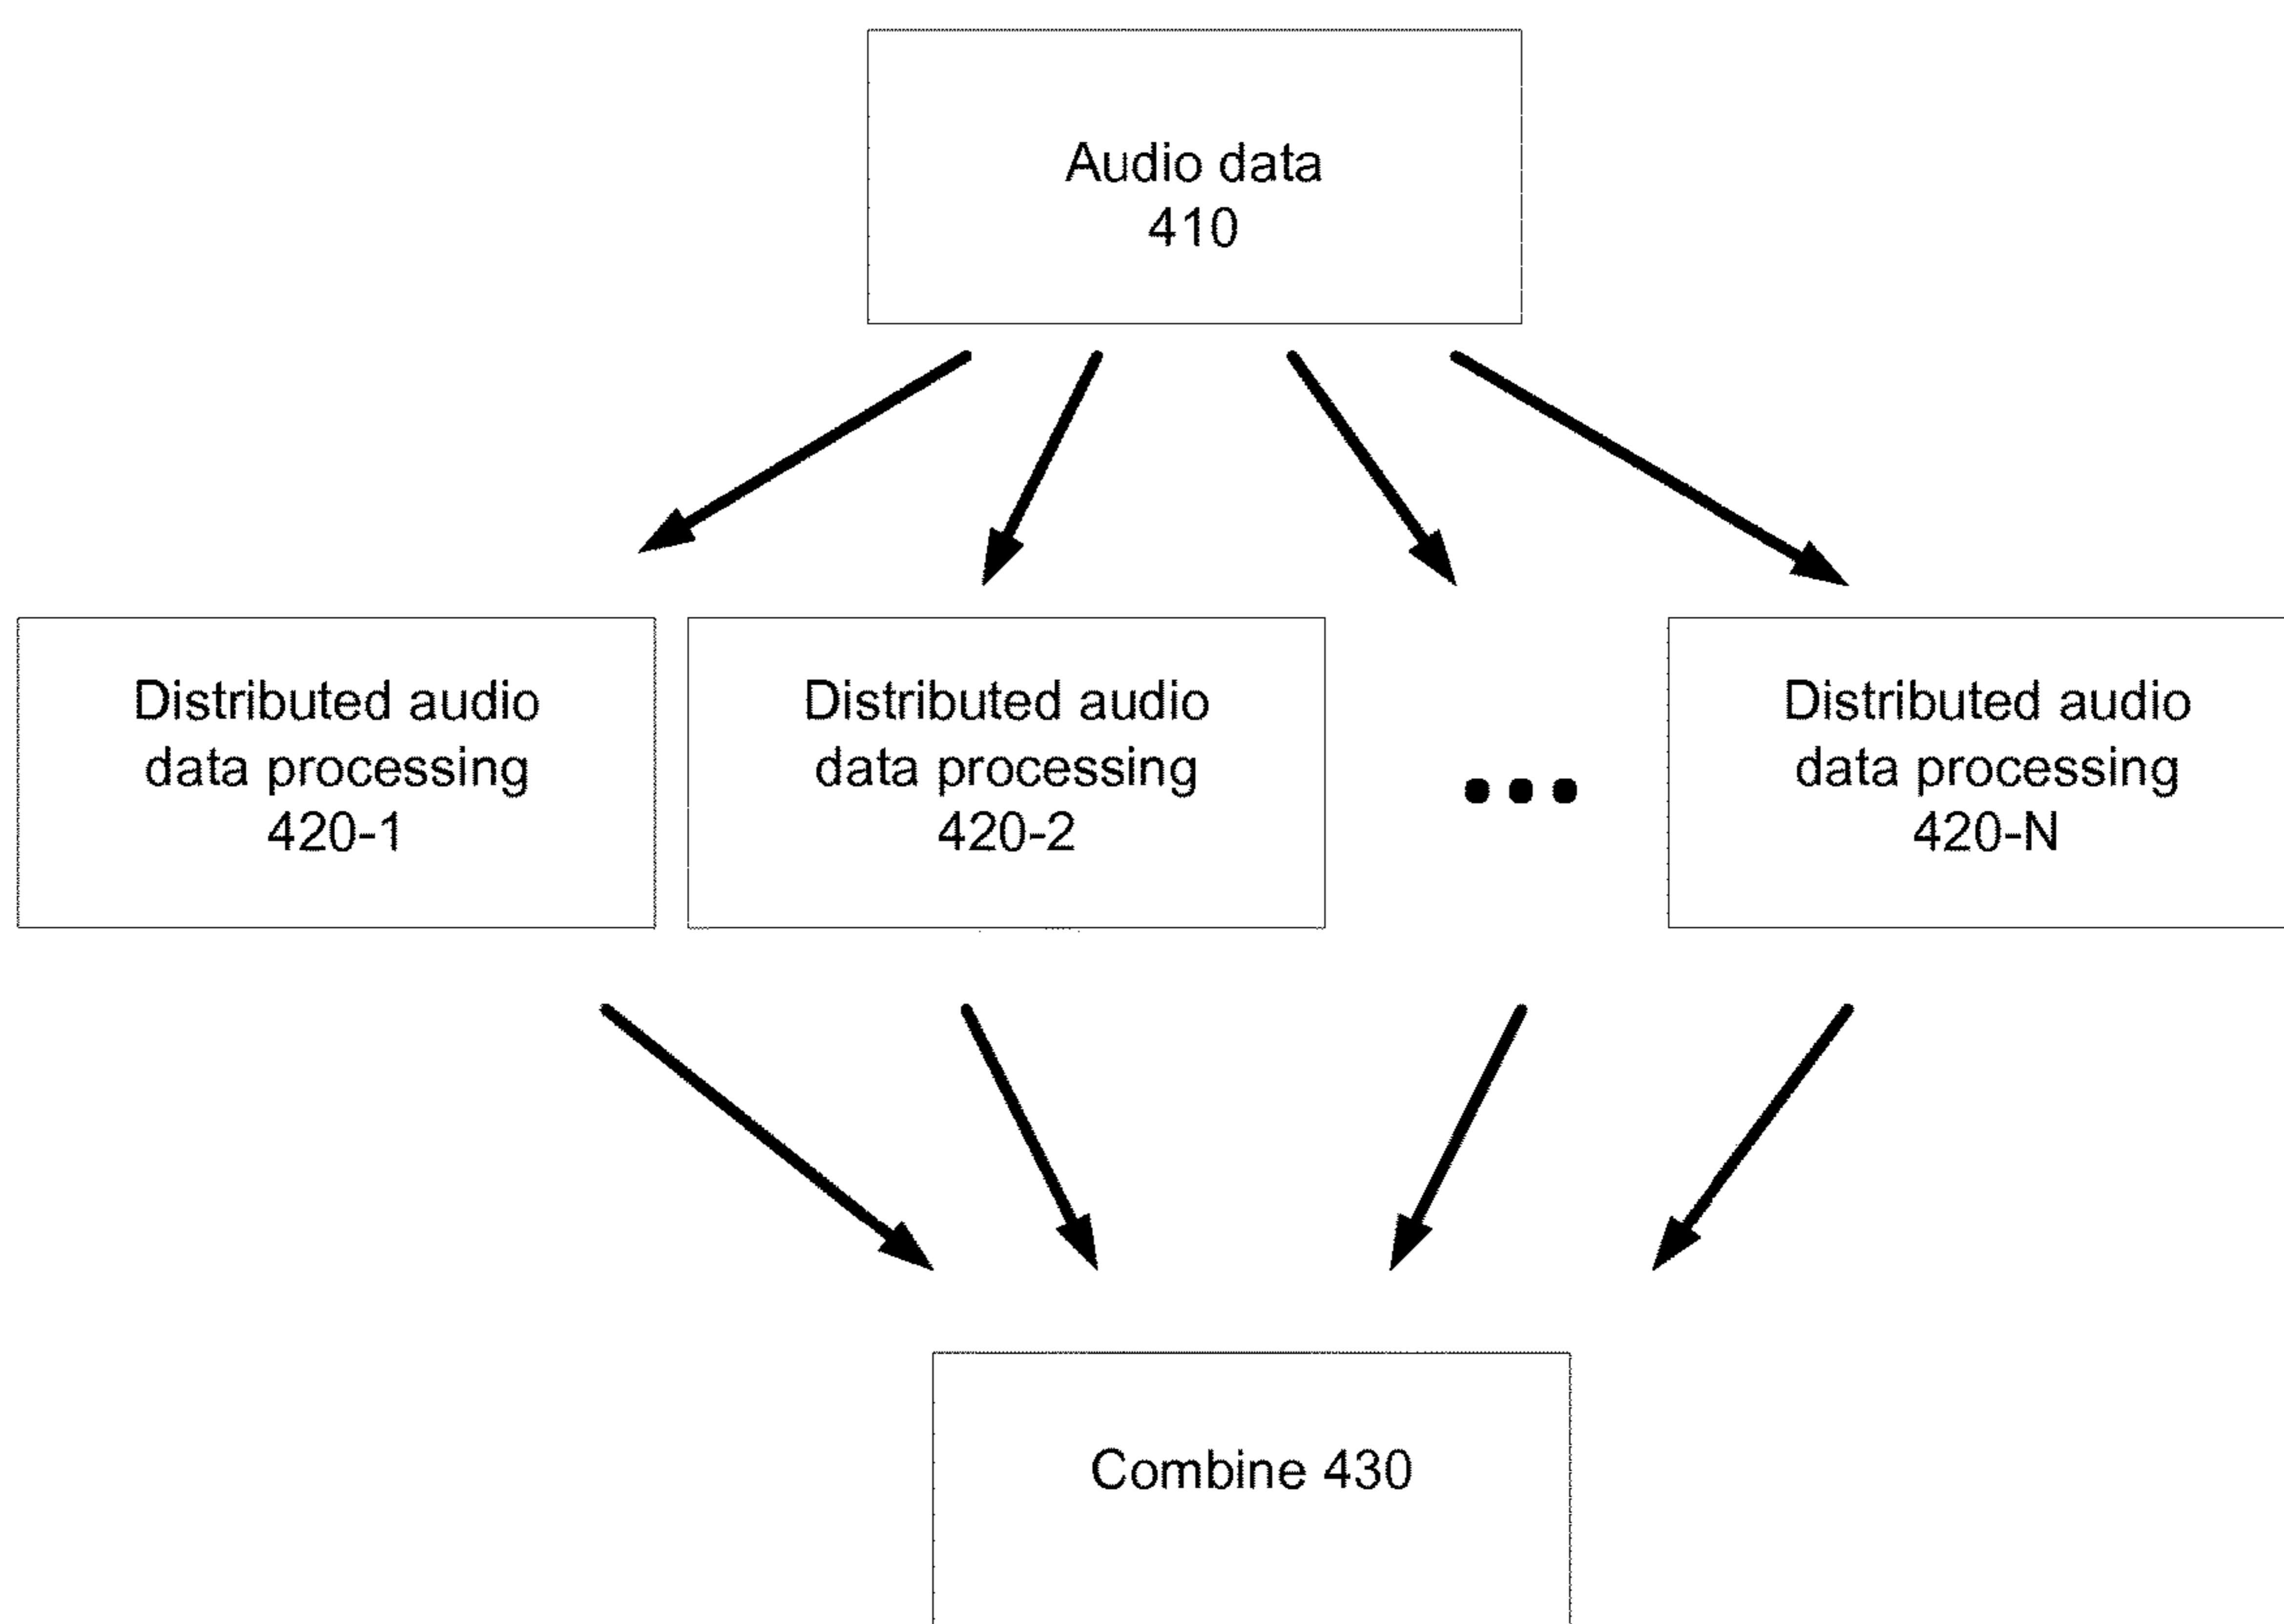 Audio data
410
Distributed audio
data processing
420-1
Distributed audio
data processing
420-2
Distributed audio
data processing
420-N
Combine 430